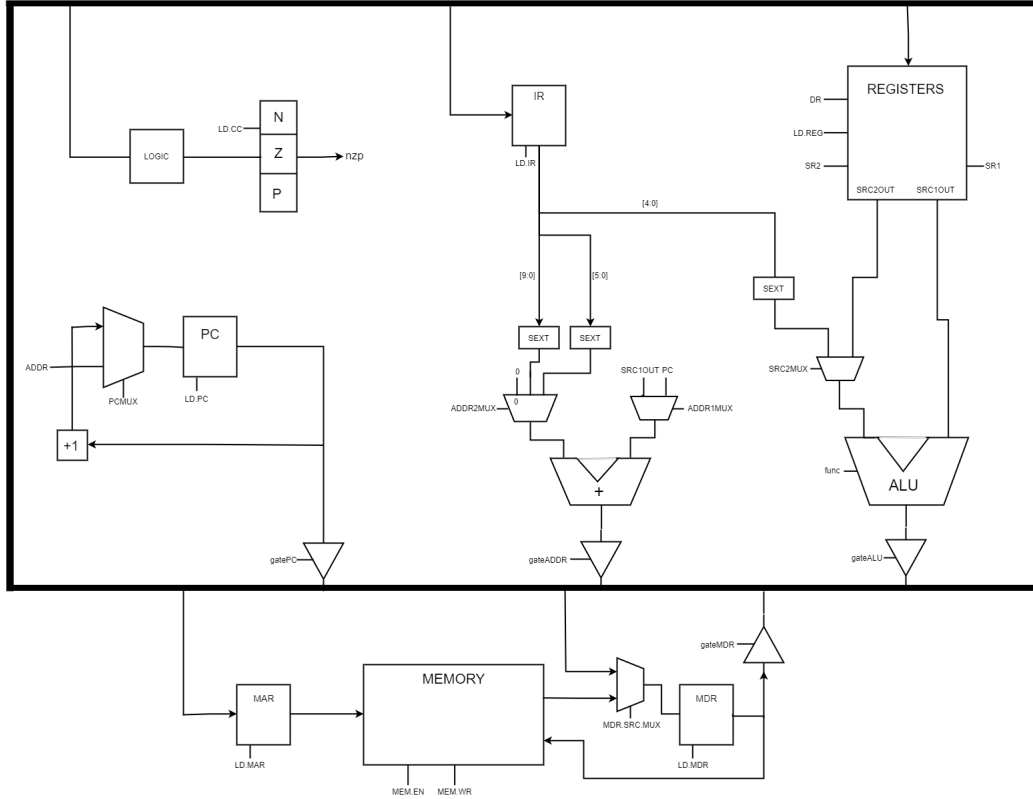 IR
REGISTERS
DR
N
LD.CC
LD.REG
LOGIC
Z
nzp
LD.IR
SR2
SR1
P
SRC2OUT
SRC1OUT
[4:0]
[9:0]
[5:0]
SEXT
PC
SEXT
SEXT
ADDR
SRC1OUT PC
0
SRC2MUX
LD.PC
PCMUX
0
ADDR2MUX
ADDR1MUX
+1
func
ALU
+
gatePC
gateADDR
gateALU
gateMDR
MEMORY
MAR
MDR
MDR.SRC.MUX
LD.MAR
LD.MDR
MEM.EN
MEM.WR